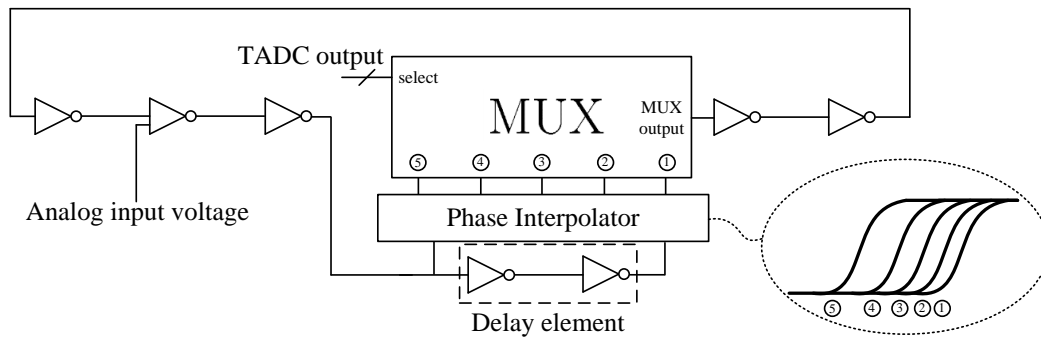 TADC output
select
MUX
MUX
output
⑤ ④ ③ ② ①
Analog input voltage
Phase Interpolator
Delay element
⑤ ④ ③ ② ①